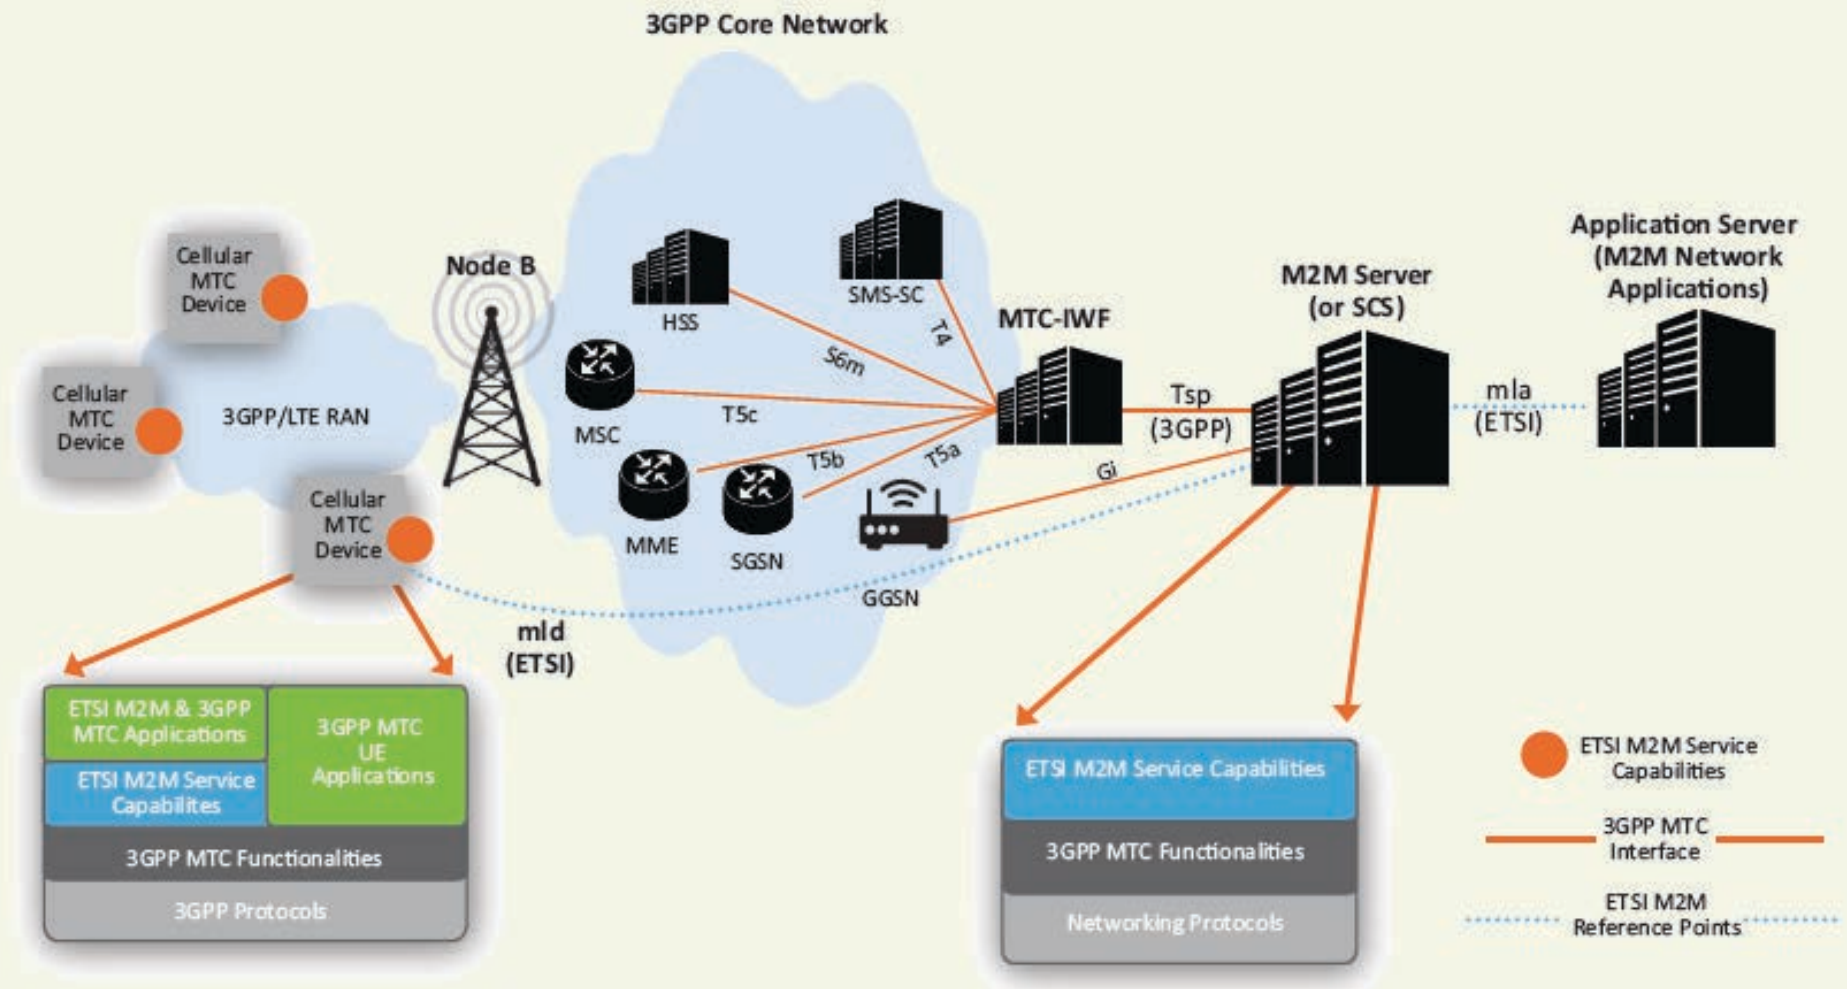 3GPP Core Network
Cellular
MTC
Device
Cellular
MTC
Device
3GPP/LTE RAN
Cellular
MTC
Device
Node B
HSS
SMS-SC
MSC
MME
SGSN
GGSN
S6m
T4
T5c
T5b
T5a
Gi
MTC-IWF
Tsp
(3GPP)
M2M Server
(or SCS)
mla
(ETSI)
Application Server
(M2M Network
Applications)
mld
(ETSI)
ETSI M2M & 3GPP
MTC Applications
3GPP MTC
UE
Applications
ETSI M2M Service
Capabilites
3GPP MTC Functionalities
3GPP Protocols
ETSI M2M Service Capabilities
3GPP MTC Functionalities
Networking Protocols
ETSI M2M Service
Capabilities
3GPP MTC
Interface
ETSI M2M
Reference Points